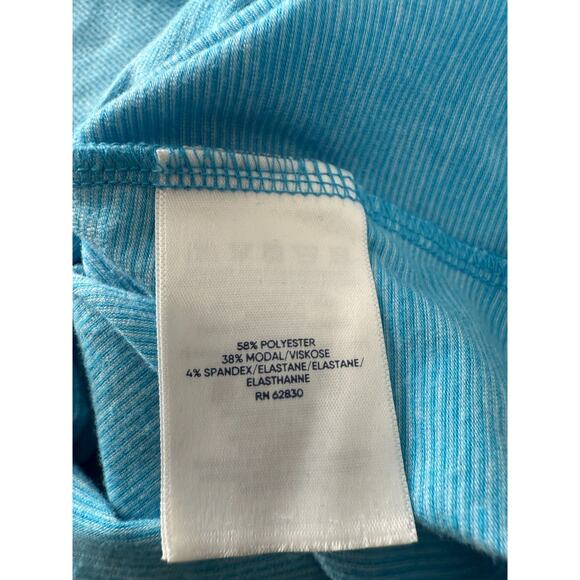 58% POLYESTER
38% MODAL/VISKOSE
4% SPANDEX/ELASTANE/ELASTANE/
ELASTHANNE
RN 62830